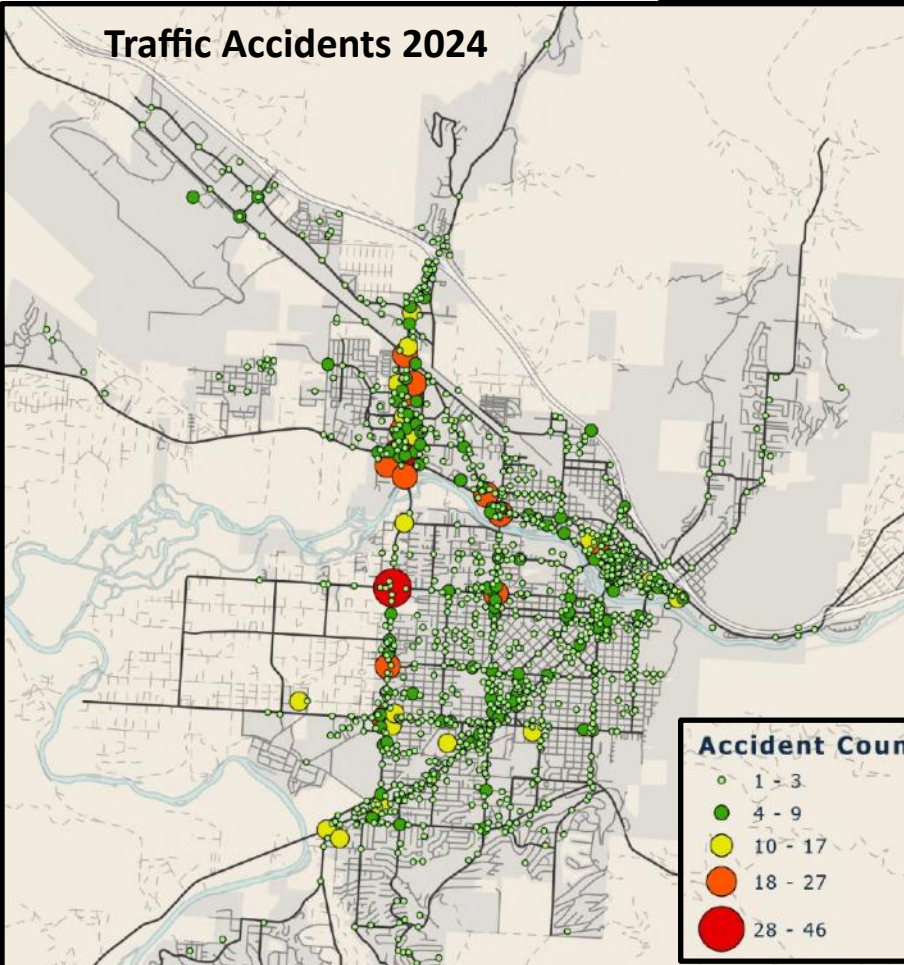 Traffic Accidents 2024
Accident Coun
1 - 3
4 - 9
10 - 17
18 - 27
28 - 46